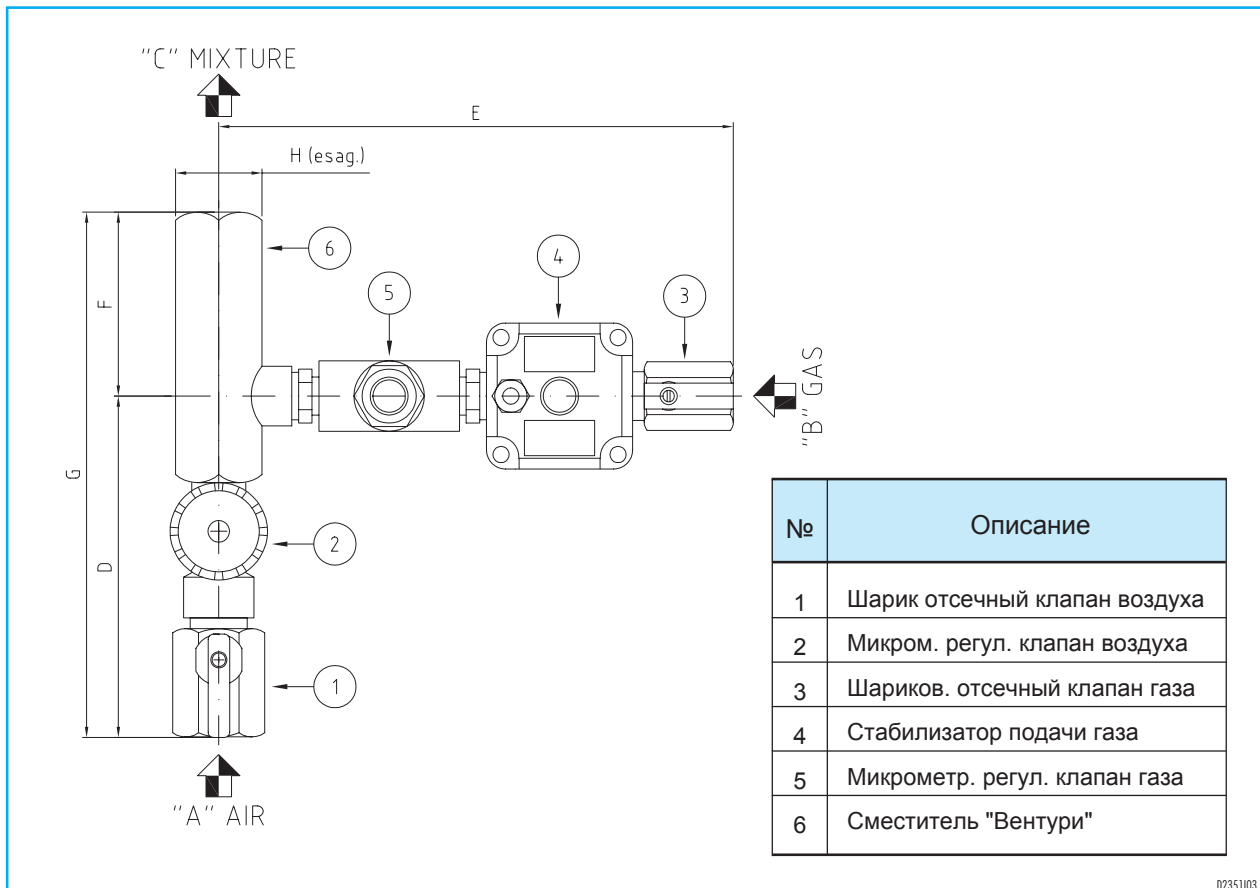 "C" MIXTURE
E
H (esag.)
6
4
5
3
F
"B" GAS
G
2
D
1
"A" AIR
№ Описание
1 Шарик отсечный клапан воздуха
2 Микром. регул. клапан воздуха
3 Шариков. отсечный клапан газа
4 Стабилизатор подачи газа
5 Микрометр. регул. клапан газа
6 Сместитель "Вентури"
D2351I03